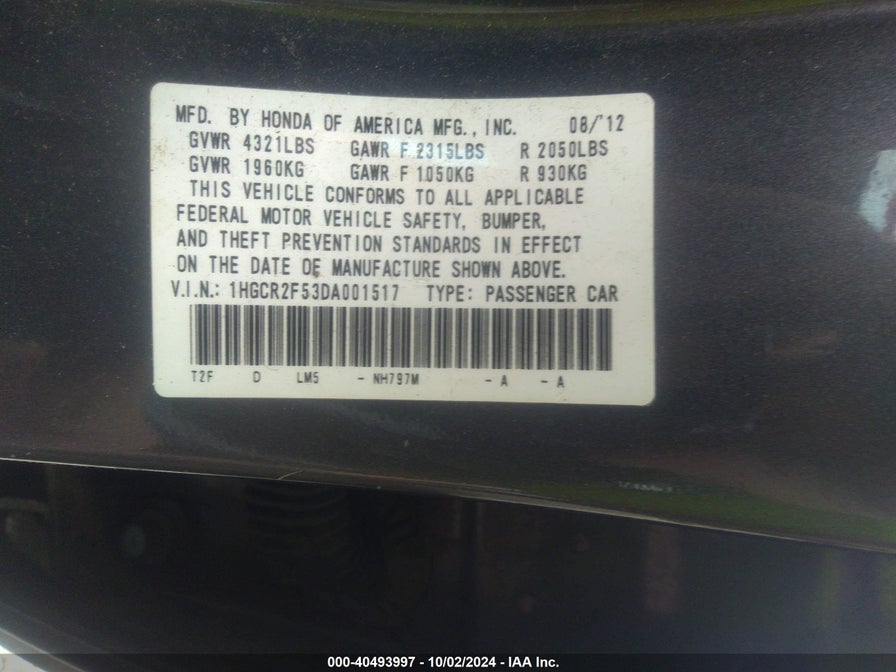 MFD. BY HONDA OF AMERICA MFG., INC. 08/'12
GVWR 4321LBS GAWR F 2315LBS R 2050LBS
GVWR 1960KG GAWR F 1050KG R 930KG
THIS VEHICLE CONFORMS TO ALL APPLICABLE
FEDERAL MOTOR VEHICLE SAFETY, BUMPER,
AND THEFT PREVENTION STANDARDS IN EFFECT
ON THE DATE OF MANUFACTURE SHOWN ABOVE.
V.I.N.: 1HGCR2F53DA001517 TYPE: PASSENGER CAR
T2F D LM5 - NH797M - A - A
000-40493997 - 10/02/2024 - IAA Inc.